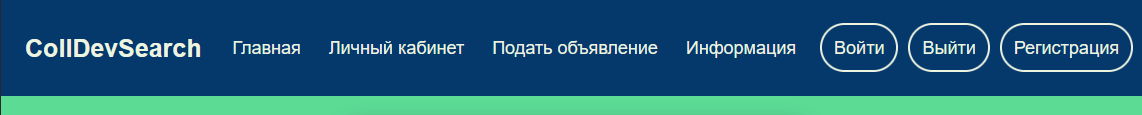 CollDevSearch Главная Личный кабинет Подать объявление Информация Войти Выйти Регистрация